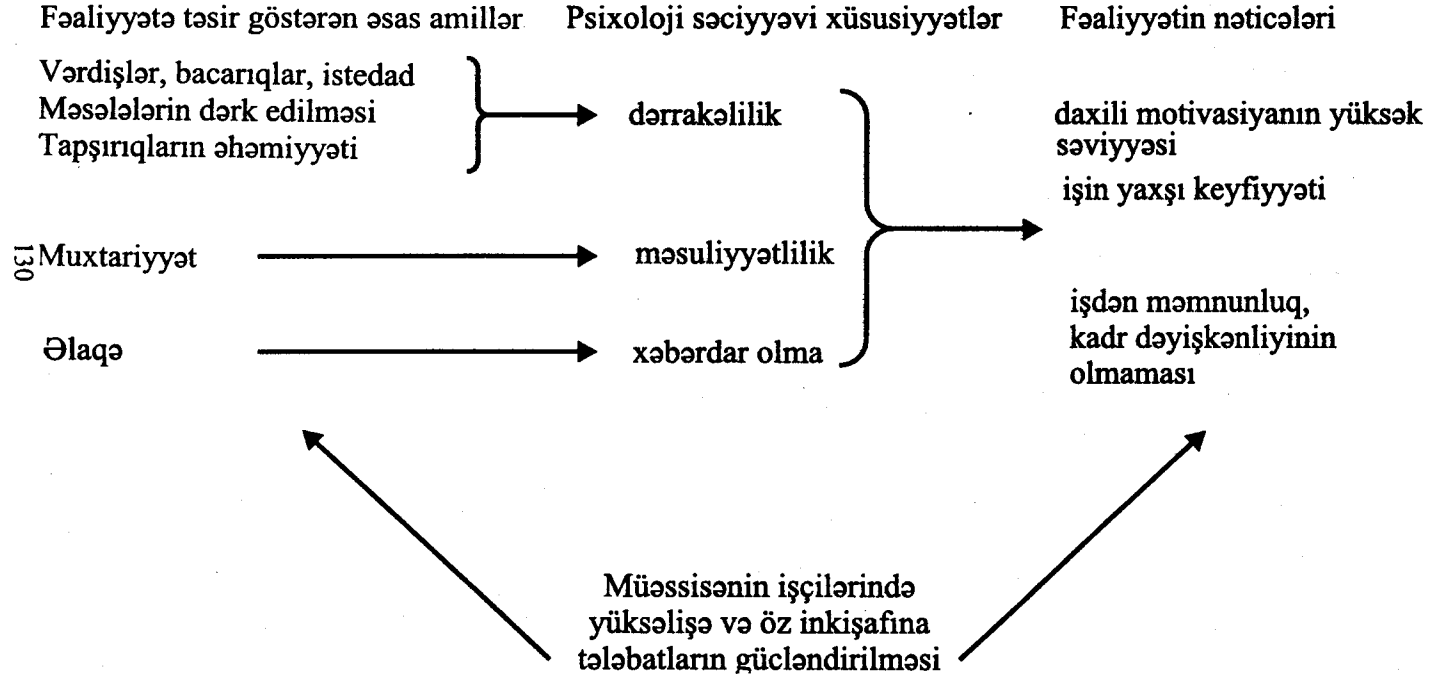 Fəaliyyətə təsir göstərən əsas amillər Psixoloji səciyyəvi xüsusiyyətlər Fəaliyyətin nəticələri
Vərdişlər, bacarıqlar, istedad
Məsələlərin dərk edilməsi
Tapşırıqların əhəmiyyəti
dərrakəlilik
daxili motivasiyanın yüksək
səviyyəsi
işin yaxşı keyfiyyəti
130
Muxtariyyət
məsuliyyətlilik
Əlaqə
xəbərdar olma
işdən məmnunluq,
kadr dəyişkənliyinin
olmaması
Müəssisənin işçilərində
yüksəlişə və öz inkişafına
tələbatların gücləndirilməsi